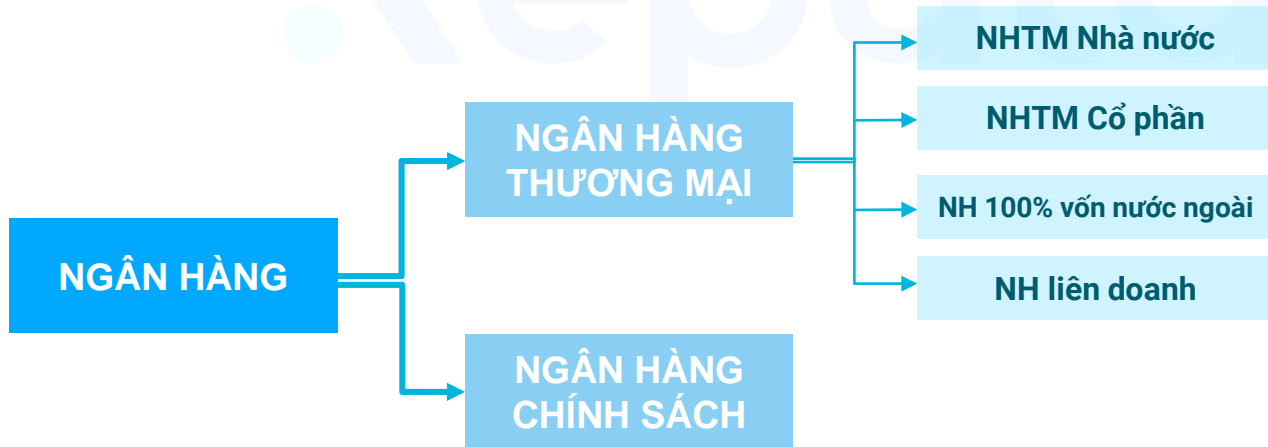 NGÂN HÀNG
NGÂN HÀNG
THƯƠNG MẠI
NGÂN HÀNG
CHÍNH SÁCH
NHTM Nhà nước
NHTM Cổ phần
NH 100% vốn nước ngoài
NH liên doanh